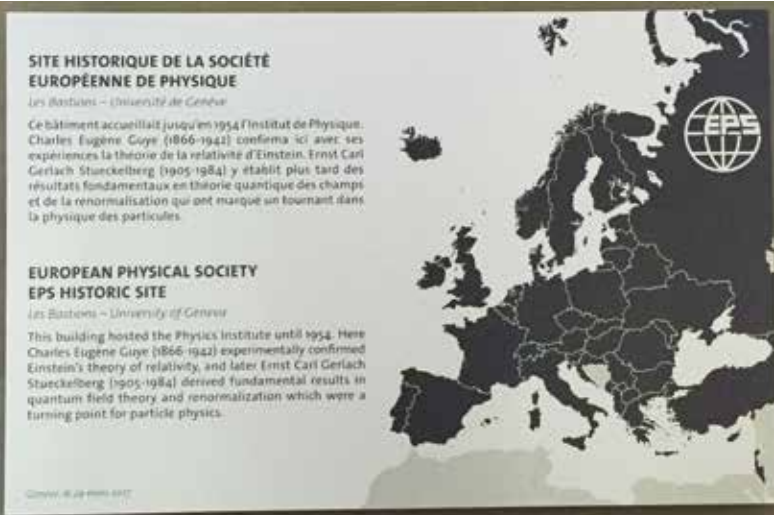 SITE HISTORIQUE DE LA SOCIÉTÉ
EUROPÉENNE DE PHYSIQUE
Les Bastions – Université de Genève
Ce bâtiment accueillait jusqu'en 1954 l'Institut de Physique.
Charles Eugène Guye (1866-1942) confirma ici avec ses
expériences la théorie de la relativité d'Einstein. Ernst Carl
Gerlach Stueckelberg (1905-1984) y établit plus tard des
résultats fondamentaux en théorie quantique des champs
et de la renormalisation qui ont marqué un tournant dans
la physique des particules.
EUROPEAN PHYSICAL SOCIETY
EPS HISTORIC SITE
Les Bastions – University of Geneva
This building hosted the Physics Institute until 1954. Here
Charles Eugène Guye (1866-1942) experimentally confirmed
Einstein's theory of relativity, and later Ernst Carl Gerlach
Stueckelberg (1905-1984) derived fundamental results in
quantum field theory and renormalization which were a
turning point for particle physics.
Genève, le 24 mars 2017
EPS